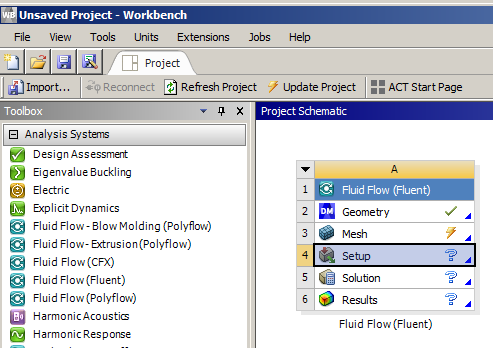 WB Unsaved Project - Workbench
File View Tools Units Extensions Jobs Help
Project
Import... Reconnect Refresh Project Update Project ACT Start Page
Toolbox
Analysis Systems
Design Assessment
Eigenvalue Buckling
Electric
Explicit Dynamics
Fluid Flow - Blow Molding (Polyflow)
Fluid Flow - Extrusion (Polyflow)
Fluid Flow (CFX)
Fluid Flow (Fluent)
Fluid Flow (Polyflow)
Harmonic Acoustics
Harmonic Response
Project Schematic
A
1 Fluid Flow (Fluent)
2 DM Geometry
3 Mesh
4 Setup ?
5 Solution ?
6 Results ?
Fluid Flow (Fluent)